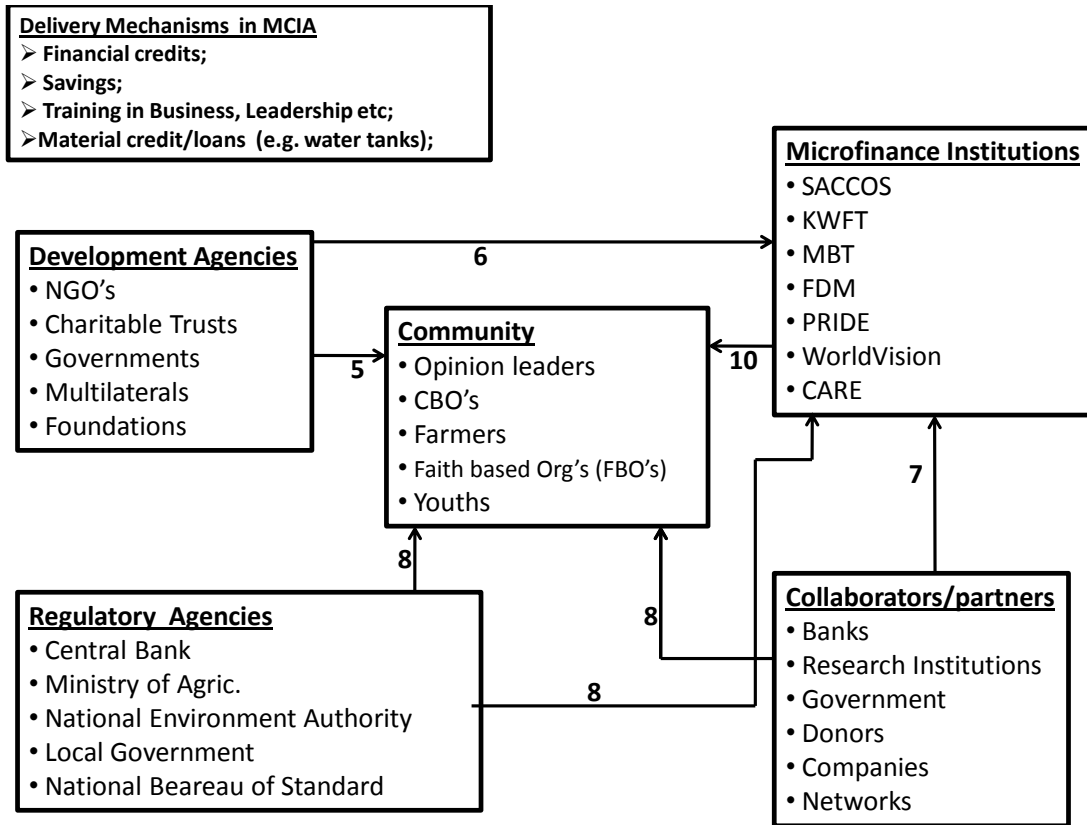 Delivery Mechanisms in MCIA
➢ Financial credits;
➢ Savings;
➢ Training in Business, Leadership etc;
➢Material credit/loans (e.g. water tanks);
Microfinance Institutions
• SACCOS
• KWFT
• MBT
• FDM
• PRIDE
• WorldVision
• CARE
6
Development Agencies
• NGO's
• Charitable Trusts
• Governments
• Multilaterals
• Foundations
5
Community
• Opinion leaders
• CBO's
• Farmers
• Faith based Org's (FBO's)
• Youths
10
7
8
Regulatory Agencies
• Central Bank
• Ministry of Agric.
• National Environment Authority
• Local Government
• National Beareau of Standard
8
8
Collaborators/partners
• Banks
• Research Institutions
• Government
• Donors
• Companies
• Networks